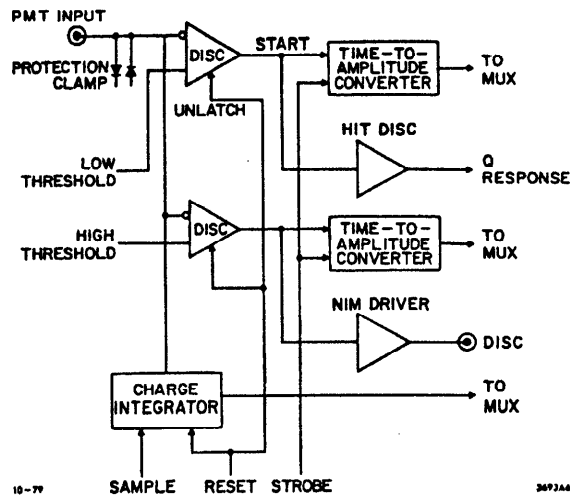 PMT INPUT
PROTECTION
CLAMP
DISC
START
UNLATCH
TIME-TO-
AMPLITUDE
CONVERTER
TO
MUX
LOW
THRESHOLD
HIT DISC
Q
RESPONSE
HIGH
THRESHOLD
DISC
TIME-TO-
AMPLITUDE
CONVERTER
TO
MUX
NIM DRIVER
DISC
CHARGE
INTEGRATOR
TO
MUX
SAMPLE
RESET
STROBE
10-79
3693A6